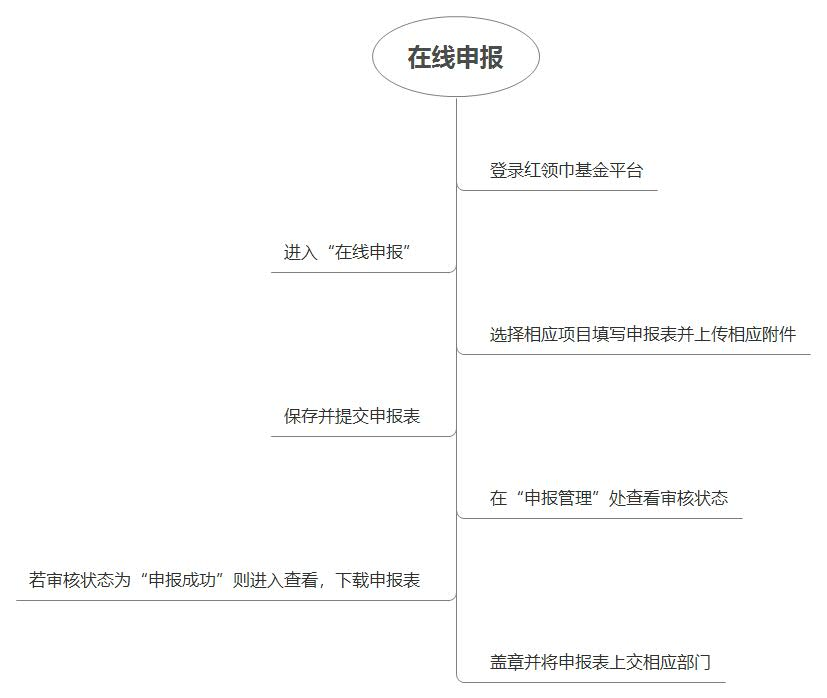 在线申报
登录红领巾基金平台
进入“在线申报”
选择相应项目填写申报表并上传相应附件
保存并提交申报表
在“申报管理”处查看审核状态
若审核状态为“申报成功”则进入查看，下载申报表
盖章并将申报表上交相应部门